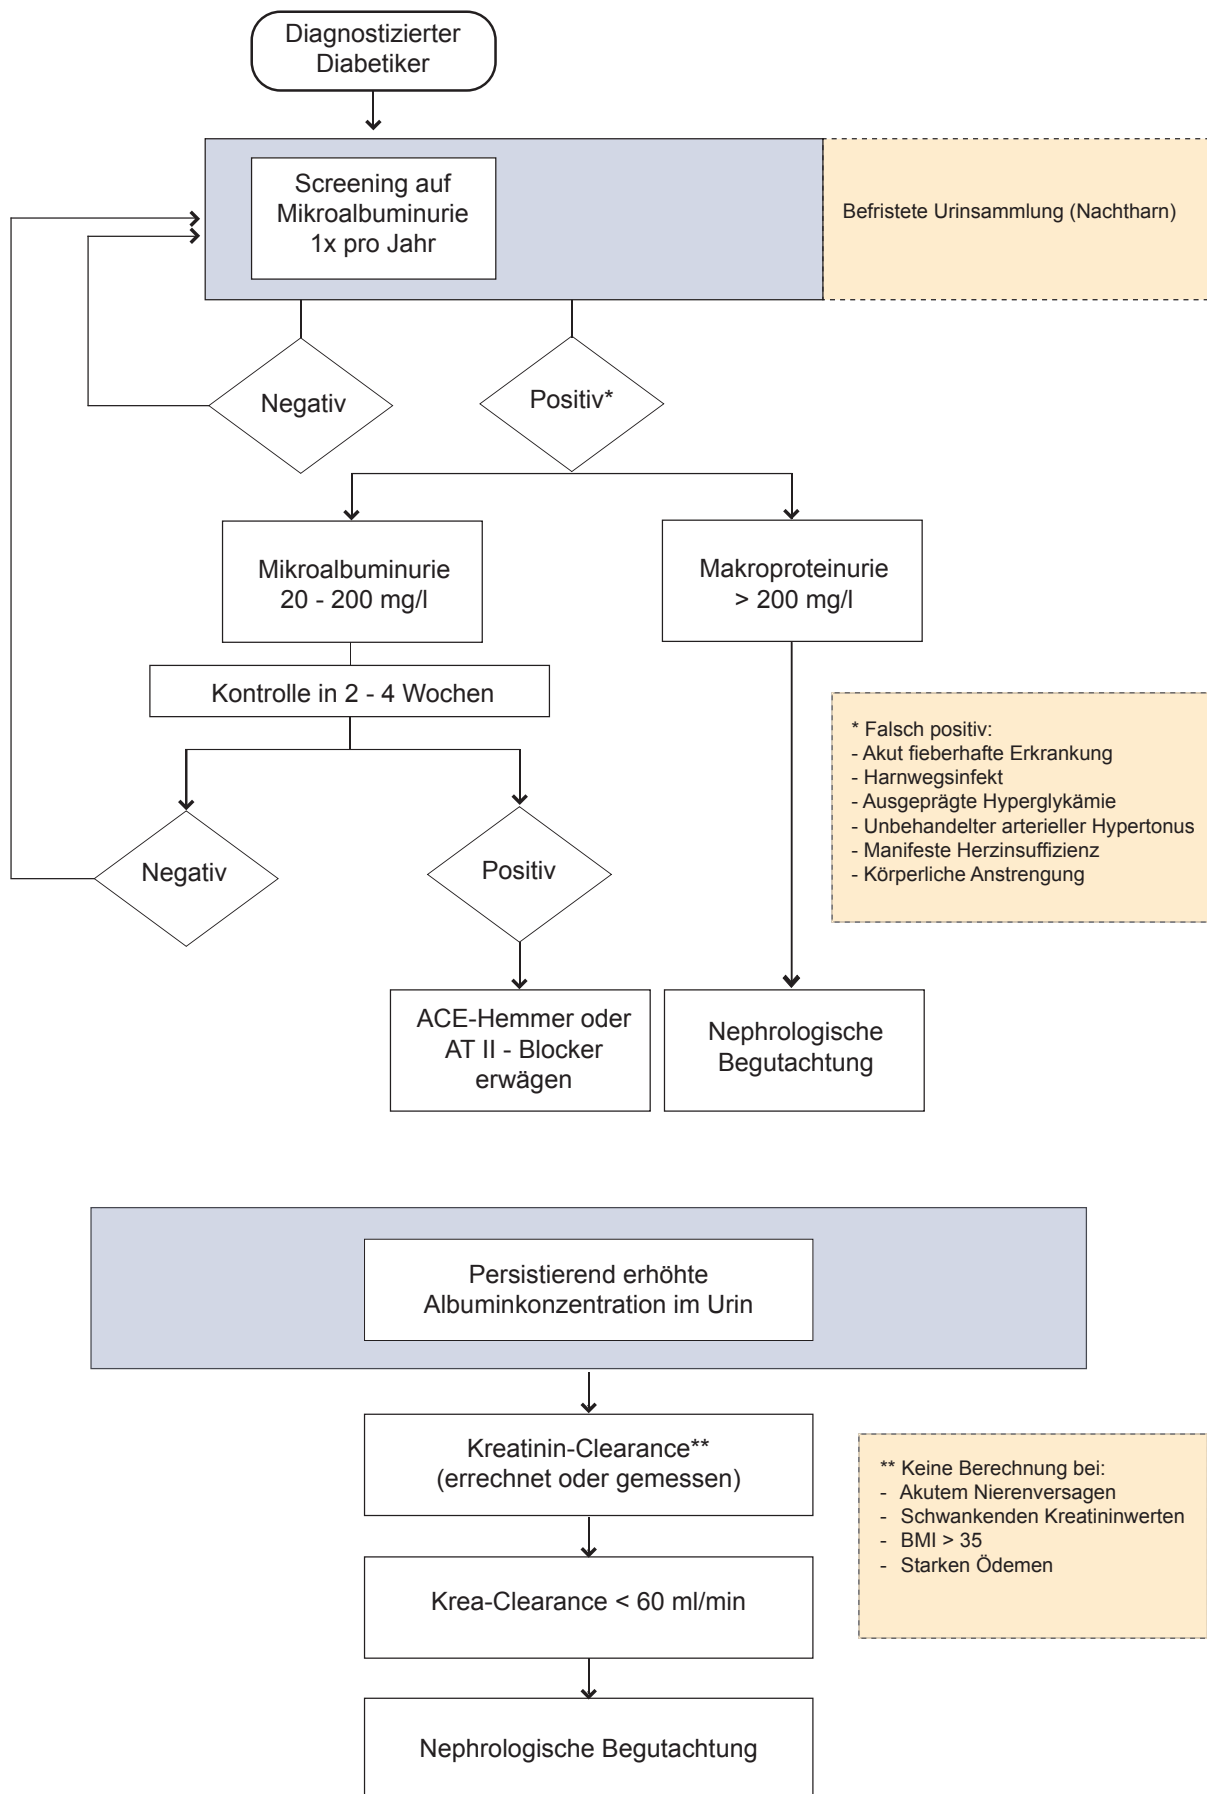 Diagnostizierter
Diabetiker
Screening auf
Mikroalbuminurie
1x pro Jahr
Befristete Urinsammlung (Nachtharn)
Negativ
Positiv*
Mikroalbuminurie
20 - 200 mg/l
Makroproteinurie
> 200 mg/l
Kontrolle in 2 - 4 Wochen
* Falsch positiv:
- Akut fieberhafte Erkrankung
- Harnwegsinfekt
- Ausgeprägte Hyperglykämie
- Unbehandelter arterieller Hypertonus
- Manifeste Herzinsuffizienz
- Körperliche Anstrengung
Negativ
Positiv
ACE-Hemmer oder
AT II - Blocker
erwägen
Nephrologische
Begutachtung
Persistierend erhöhte
Albuminkonzentration im Urin
Kreatinin-Clearance**
(errechnet oder gemessen)
** Keine Berechnung bei:
- Akutem Nierenversagen
- Schwankenden Kreatininwerten
- BMI > 35
- Starken Ödemen
Krea-Clearance < 60 ml/min
Nephrologische Begutachtung